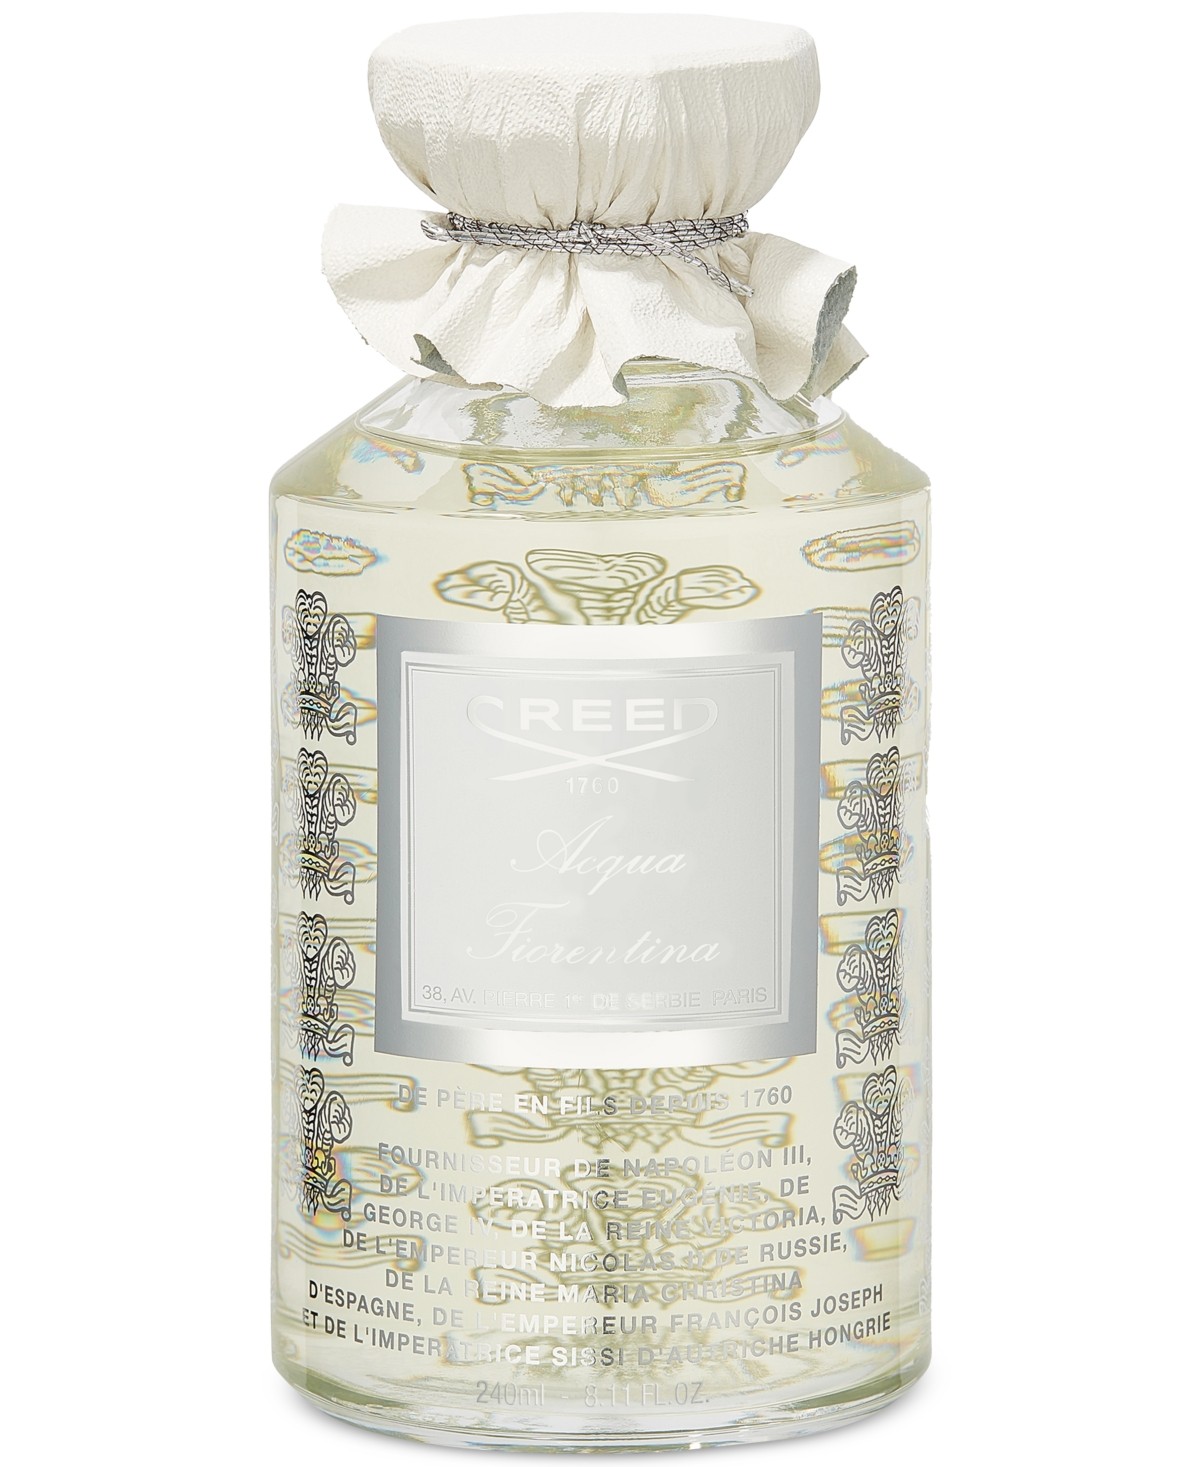 CREED
1760
Acqua
Fiorentina
38, AV. PIERRE 1er DE SERBIE PARIS
DE PÈRE EN FILS DEPUIS 1760
FOURNISSEUR DE NAPOLÉON III,
DE L'IMPERATRICE EUGÉNIE, DE
GEORGE IV, DE LA REINE VICTORIA,
DE L'EMPEREUR NICOLAS II DE RUSSIE,
DE LA REINE MARIA CHRISTINA
D'ESPAGNE, DE L'EMPEREUR FRANÇOIS JOSEPH
ET DE L'IMPERATRICE SISSI D'AUTRICHE HONGRIE
240ml - 8.11 FL.OZ.